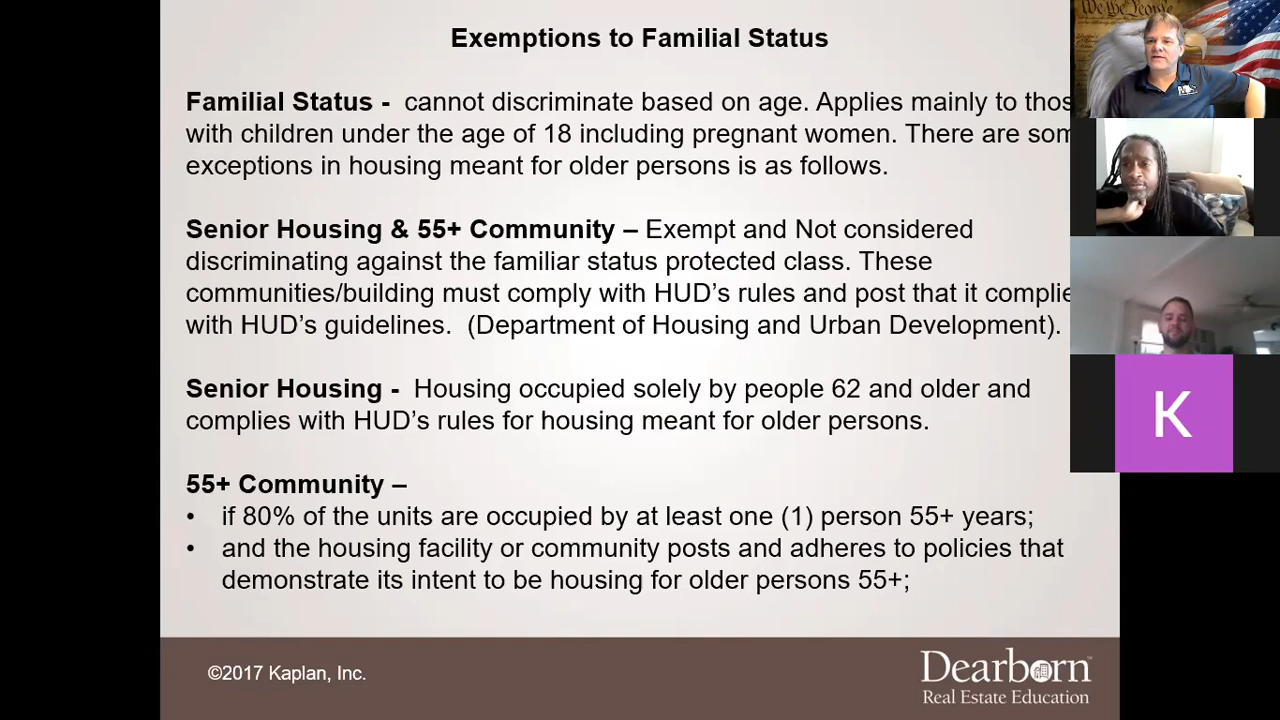 Exemptions to Familial Status
Familial Status - cannot discriminate based on age. Applies mainly to thos
with children under the age of 18 including pregnant women. There are som
exceptions in housing meant for older persons is as follows.
Senior Housing & 55+ Community – Exempt and Not considered
discriminating against the familiar status protected class. These
communities/building must comply with HUD’s rules and post that it complie
with HUD’s guidelines. (Department of Housing and Urban Development).
Senior Housing - Housing occupied solely by people 62 and older and
complies with HUD’s rules for housing meant for older persons.
55+ Community –
• if 80% of the units are occupied by at least one (1) person 55+ years;
• and the housing facility or community posts and adheres to policies that
demonstrate its intent to be housing for older persons 55+;
©2017 Kaplan, Inc.
Dearborn™
Real Estate Education
We the People
K